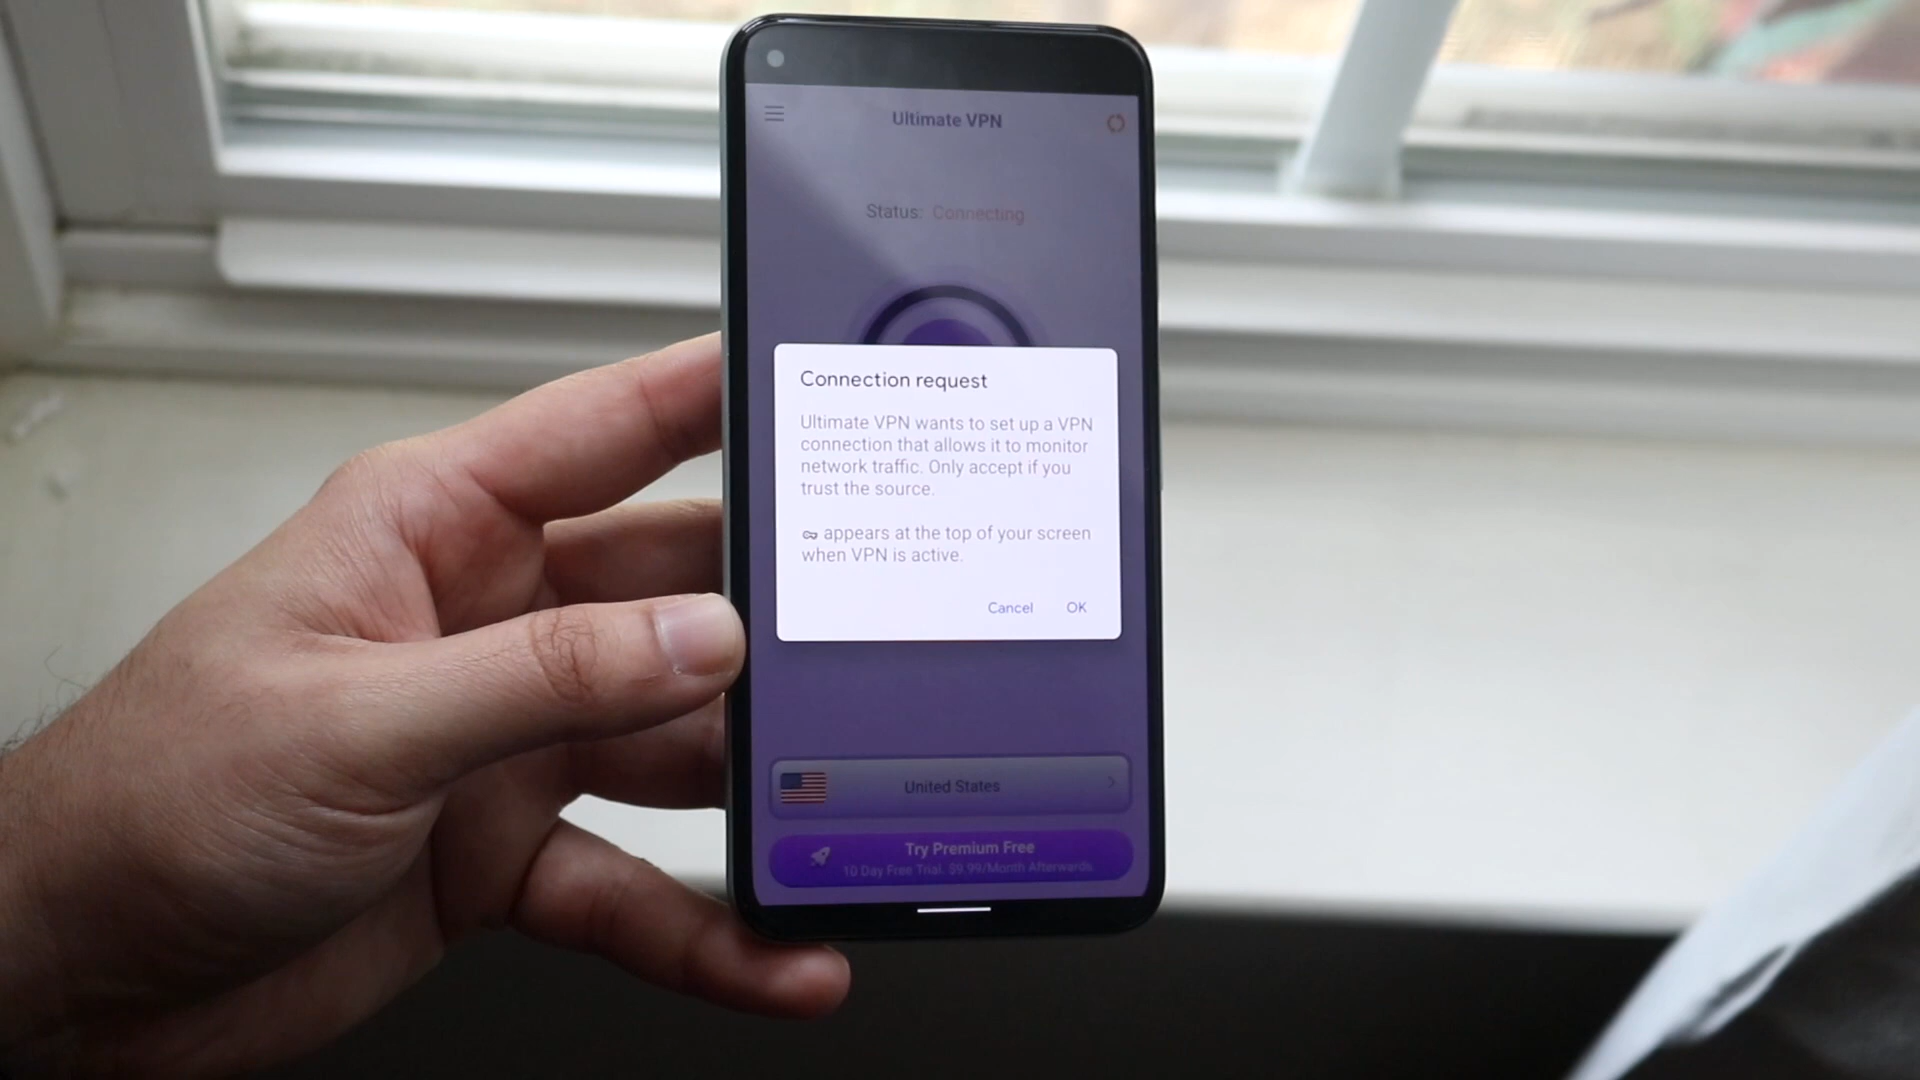 Ultimate VPN
Status: Connecting
Connection request
Ultimate VPN wants to set up a VPN
connection that allows it to monitor
network traffic. Only accept if you
trust the source.
appears at the top of your screen
when VPN is active.
Cancel OK
United States
Try Premium Free
10 Day Free Trial. $9.99/Month Afterwards